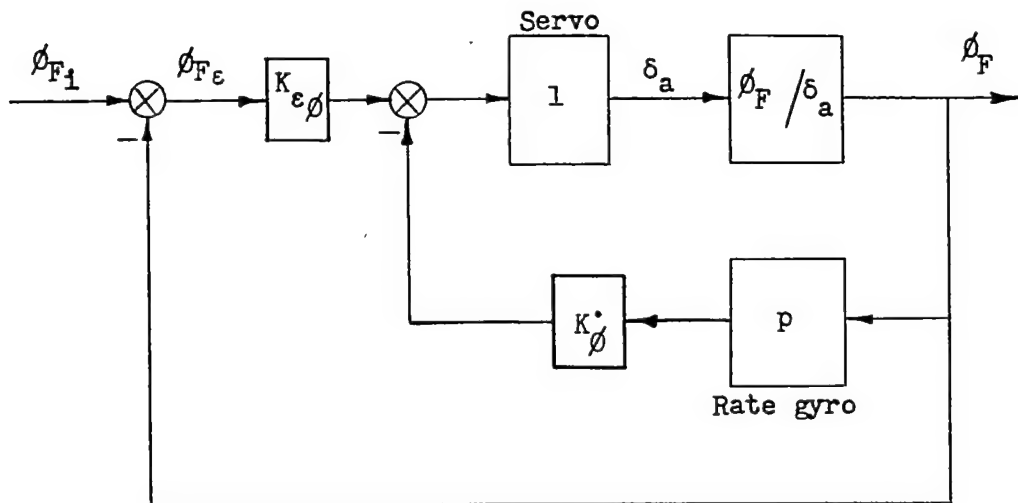 Servo
ϕ_Fi
ϕ_Fε
K_εϕ
1
δ_a
ϕ_F/δ_a
ϕ_F
−
−
K_ϕ̇
p
Rate gyro